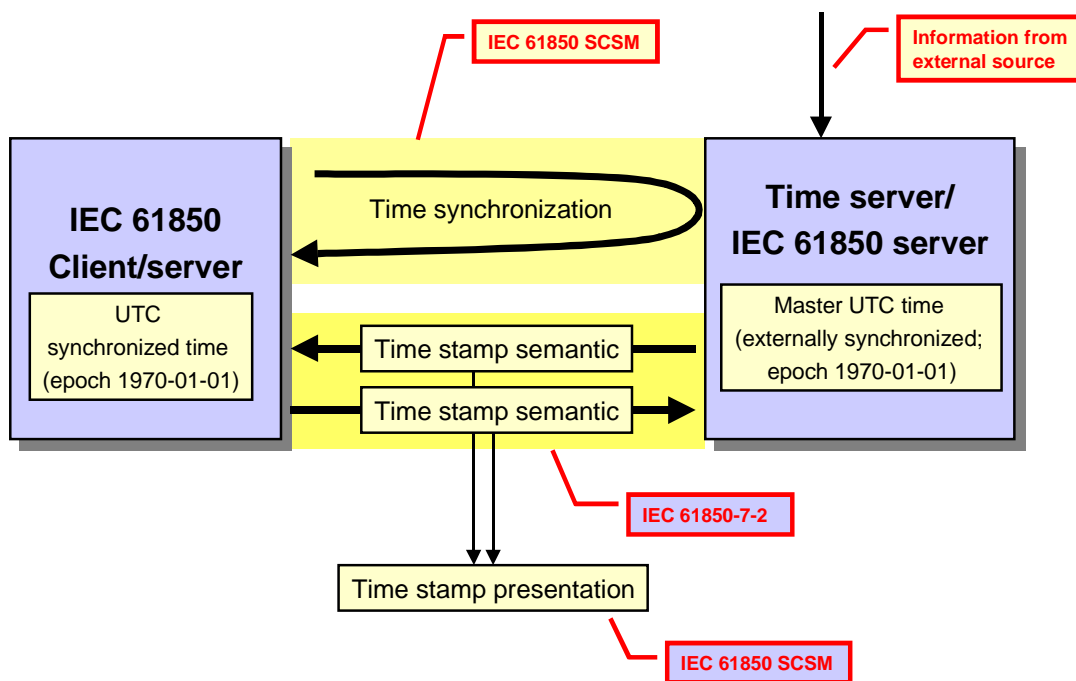 IEC 61850 SCSM
Information from
external source
IEC 61850
Client/server
UTC
synchronized time
(epoch 1970-01-01)
Time synchronization
Time server/
IEC 61850 server
Master UTC time
(externally synchronized;
epoch 1970-01-01)
Time stamp semantic
Time stamp semantic
IEC 61850-7-2
Time stamp presentation
IEC 61850 SCSM